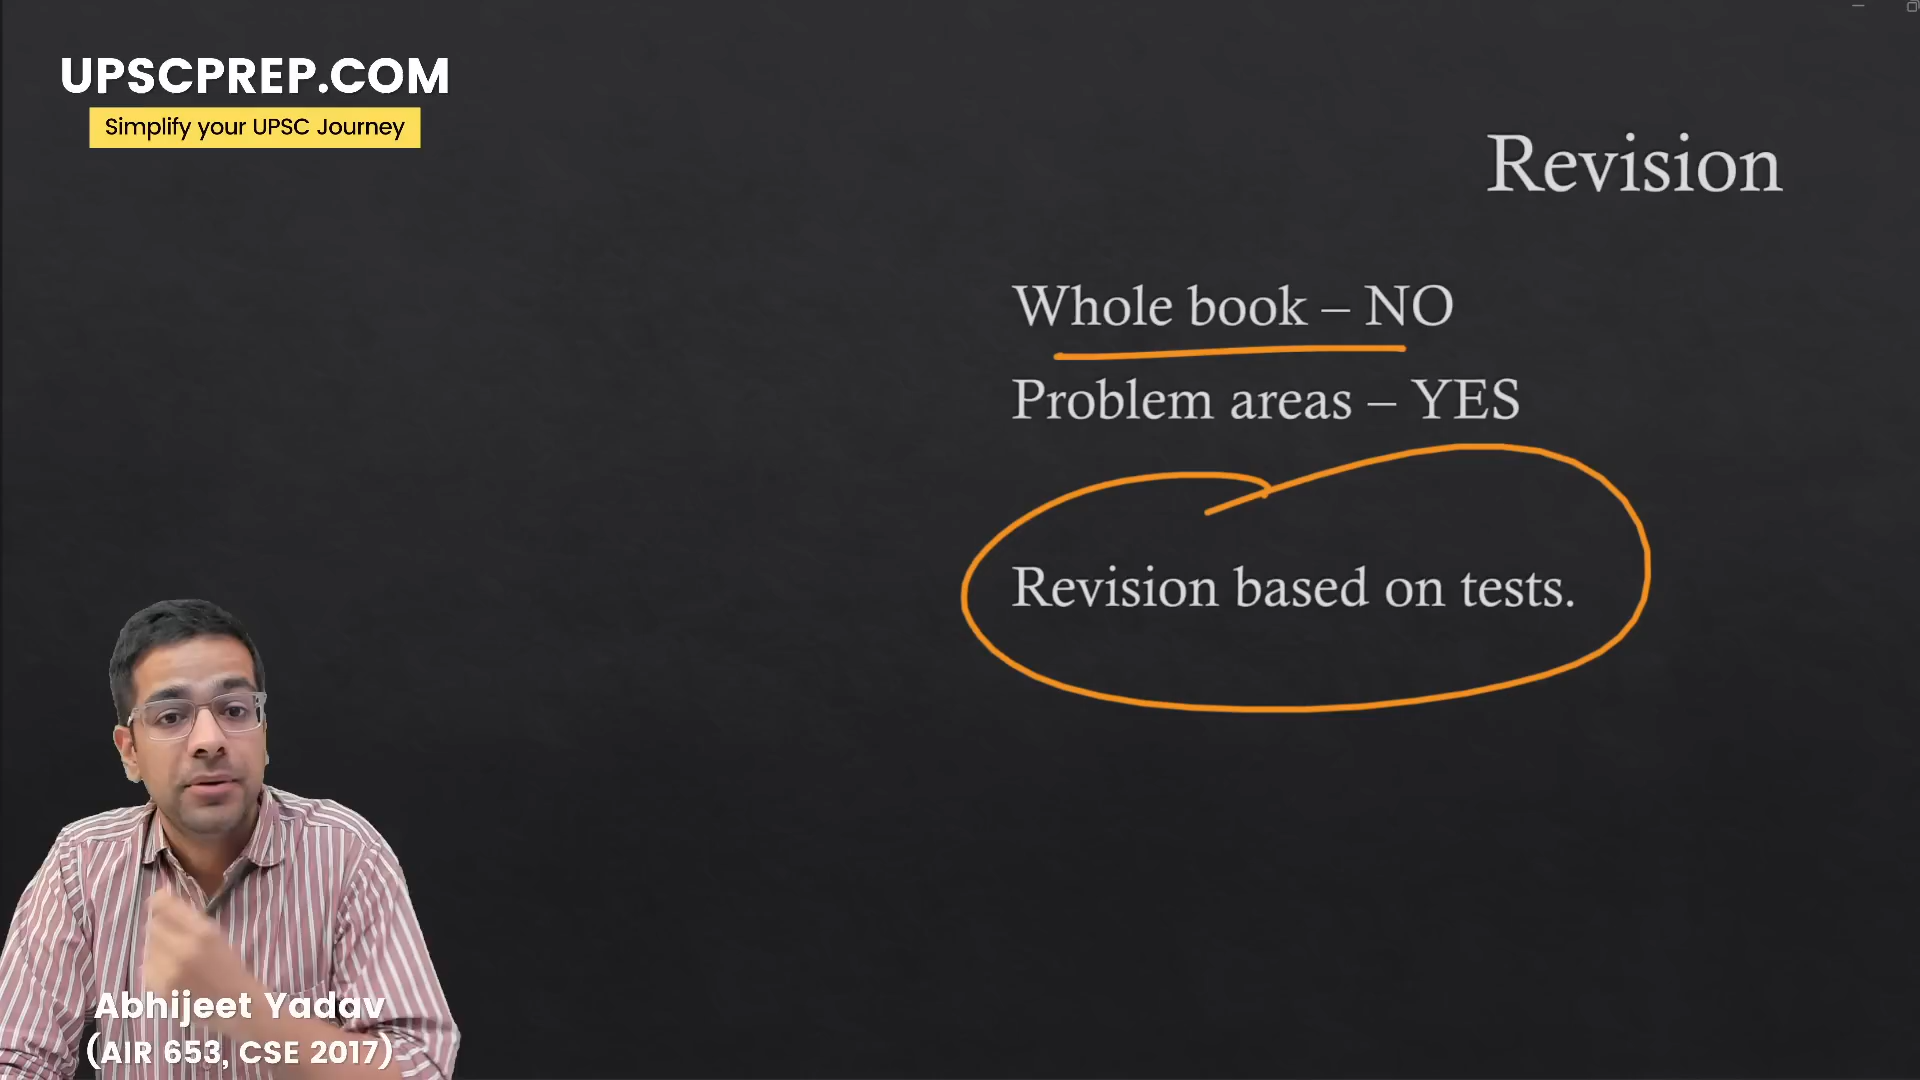 UPSCPREP.COM
Simplify your UPSC Journey
Revision
Whole book – NO
Problem areas – YES
Revision based on tests.
Abhijeet Yadav
(AIR 653, CSE 2017)